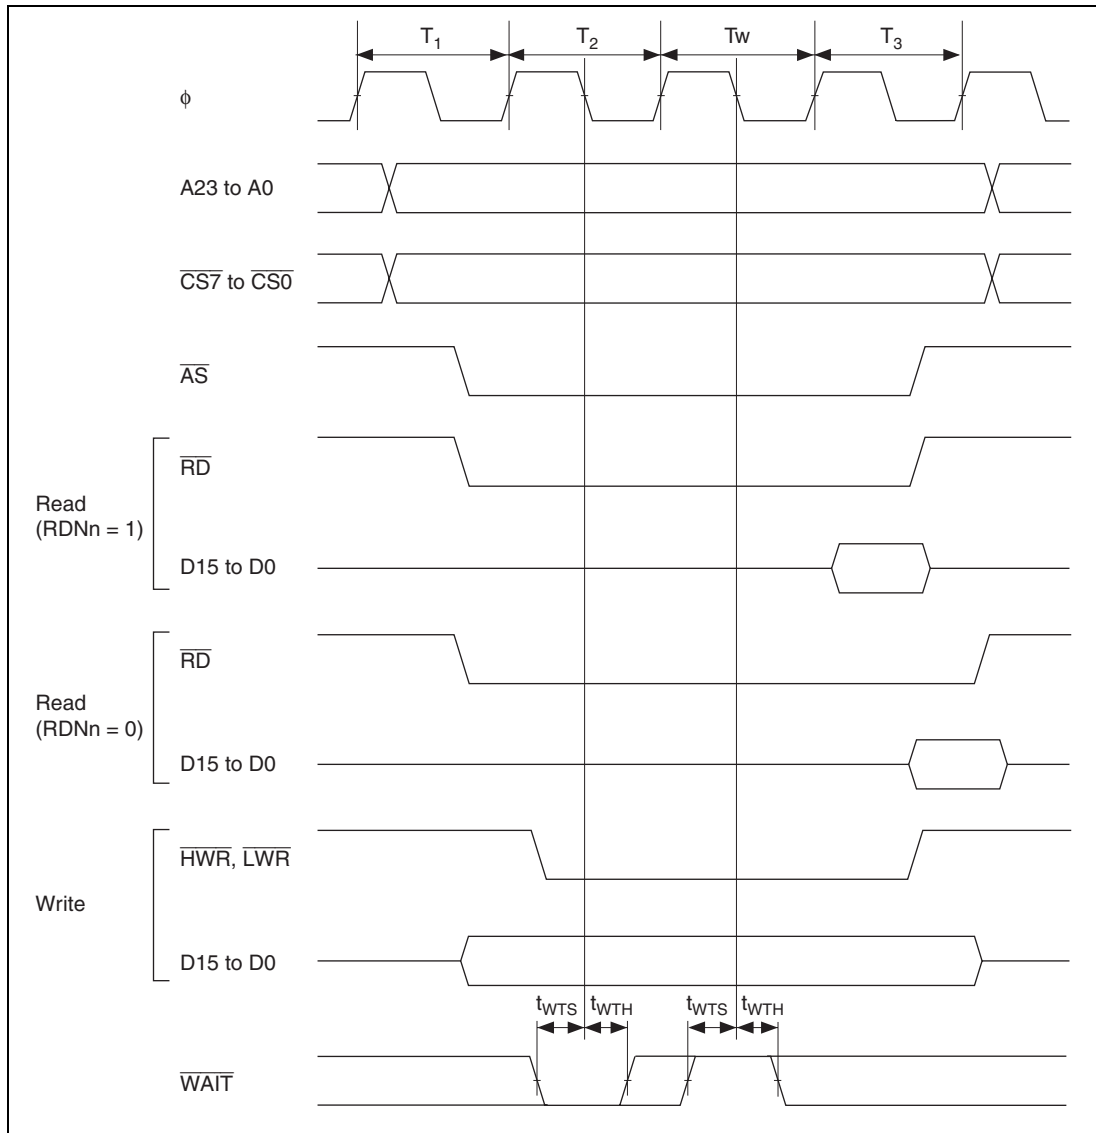 T1 T2 Tw T3
φ
A23 to A0
CS7 to CS0
AS
RD
Read
(RDNn = 1)
D15 to D0
RD
Read
(RDNn = 0)
D15 to D0
HWR, LWR
Write
D15 to D0
tWTS tWTH tWTS tWTH
WAIT